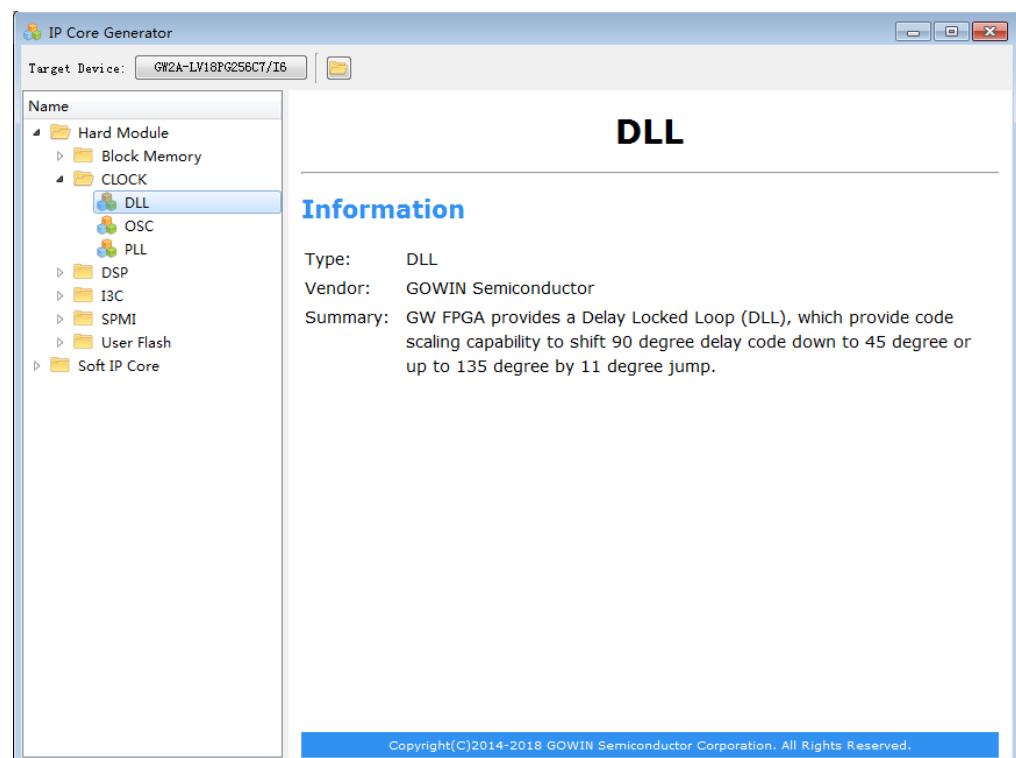 IP Core Generator
Target Device: GW2A-LV18PG256C7/I6
Name
Hard Module
Block Memory
CLOCK
DLL
OSC
PLL
DSP
I3C
SPMI
User Flash
Soft IP Core
DLL
Information
Type: DLL
Vendor: GOWIN Semiconductor
Summary: GW FPGA provides a Delay Locked Loop (DLL), which provide code
scaling capability to shift 90 degree delay code down to 45 degree or
up to 135 degree by 11 degree jump.
Copyright(C)2014-2018 GOWIN Semiconductor Corporation. All Rights Reserved.